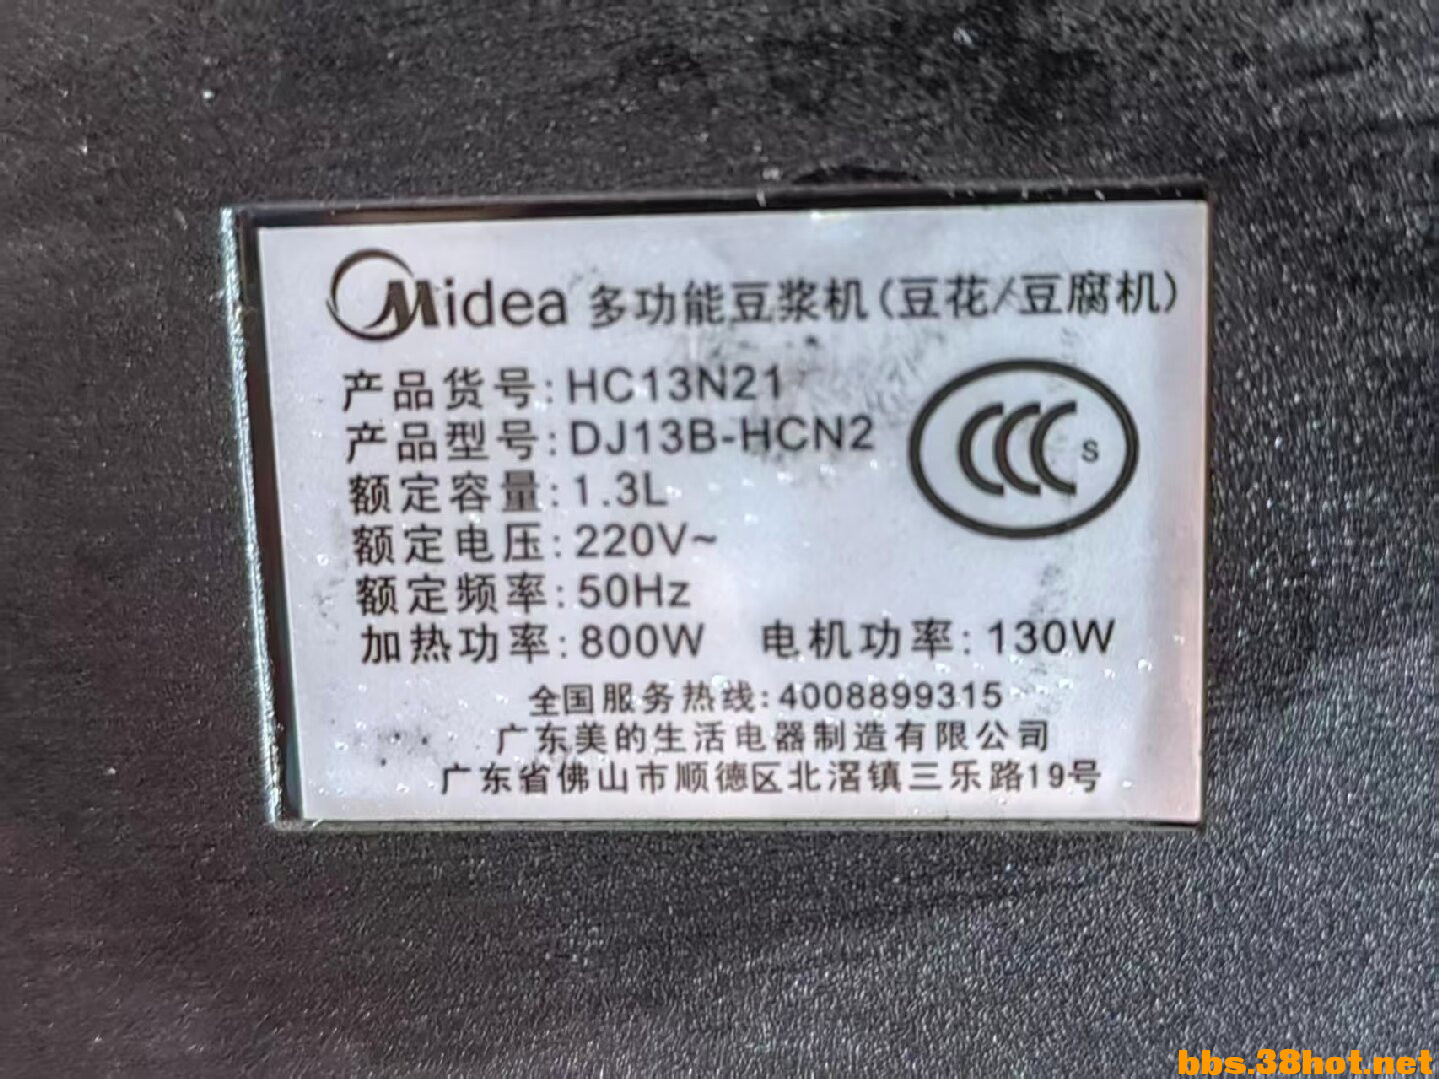 Midea 多功能豆浆机(豆花/豆腐机)
产品货号:HC13N21
产品型号:DJ13B-HCN2
CCC S
额定容量:1.3L
额定电压:220V~
额定频率:50Hz
加热功率:800W 电机功率:130W
全国服务热线:4008899315
广东美的生活电器制造有限公司
广东省佛山市顺德区北滘镇三乐路19号
bbs.38hot.net